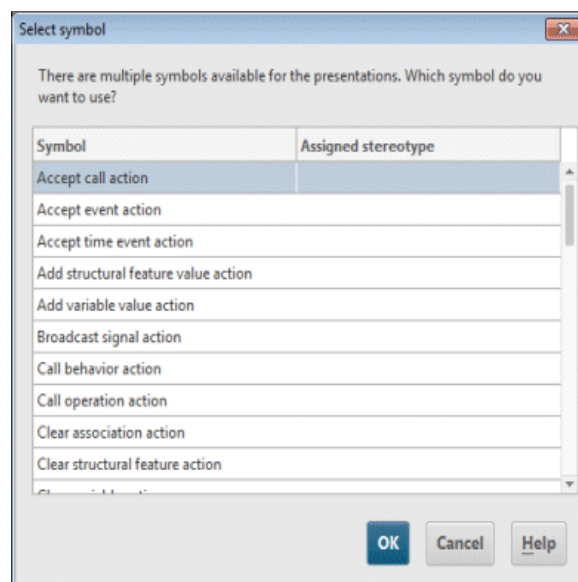 Select symbol
There are multiple symbols available for the presentations. Which symbol do you
want to use?
Symbol Assigned stereotype
Accept call action
Accept event action
Accept time event action
Add structural feature value action
Add variable value action
Broadcast signal action
Call behavior action
Call operation action
Clear association action
Clear structural feature action
OK Cancel Help